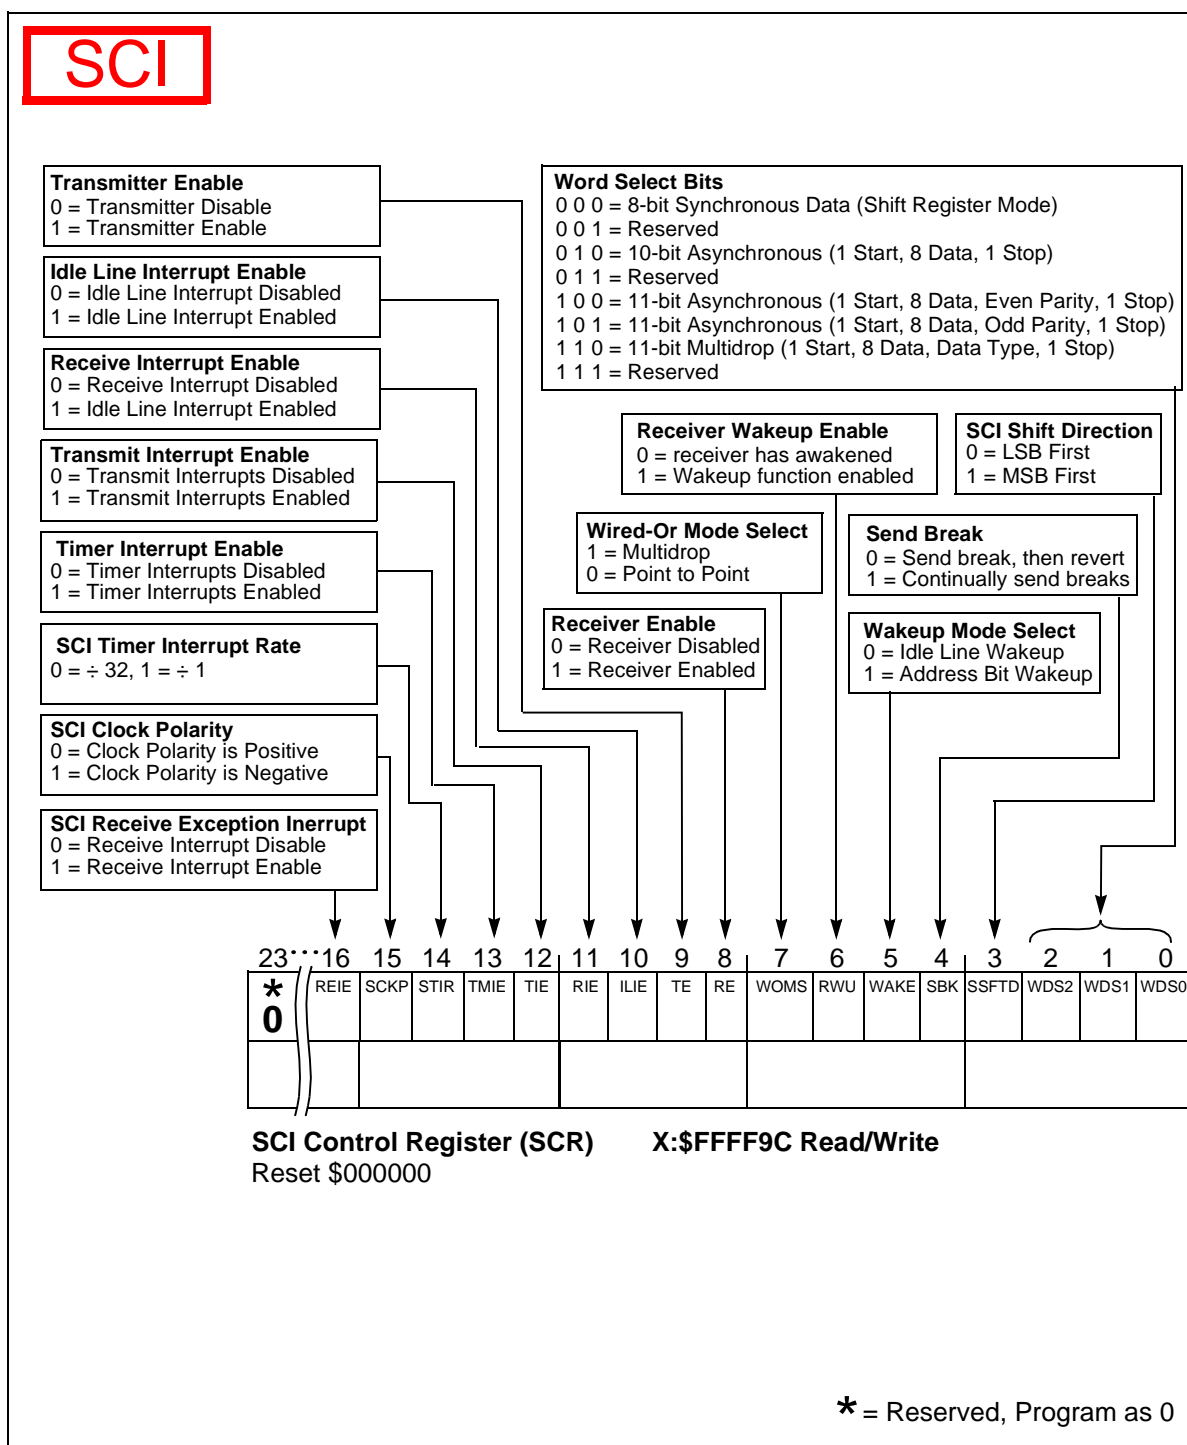 SCI
Transmitter Enable
0 = Transmitter Disable
1 = Transmitter Enable
Idle Line Interrupt Enable
0 = Idle Line Interrupt Disabled
1 = Idle Line Interrupt Enabled
Receive Interrupt Enable
0 = Receive Interrupt Disabled
1 = Idle Line Interrupt Enabled
Transmit Interrupt Enable
0 = Transmit Interrupts Disabled
1 = Transmit Interrupts Enabled
Timer Interrupt Enable
0 = Timer Interrupts Disabled
1 = Timer Interrupts Enabled
SCI Timer Interrupt Rate
0 = ÷ 32, 1 = ÷ 1
SCI Clock Polarity
0 = Clock Polarity is Positive
1 = Clock Polarity is Negative
SCI Receive Exception Inerrupt
0 = Receive Interrupt Disable
1 = Receive Interrupt Enable
Word Select Bits
0 0 0 = 8-bit Synchronous Data (Shift Register Mode)
0 0 1 = Reserved
0 1 0 = 10-bit Asynchronous (1 Start, 8 Data, 1 Stop)
0 1 1 = Reserved
1 0 0 = 11-bit Asynchronous (1 Start, 8 Data, Even Parity, 1 Stop)
1 0 1 = 11-bit Asynchronous (1 Start, 8 Data, Odd Parity, 1 Stop)
1 1 0 = 11-bit Multidrop (1 Start, 8 Data, Data Type, 1 Stop)
1 1 1 = Reserved
Receiver Wakeup Enable
0 = receiver has awakened
1 = Wakeup function enabled
SCI Shift Direction
0 = LSB First
1 = MSB First
Wired-Or Mode Select
1 = Multidrop
0 = Point to Point
Send Break
0 = Send break, then revert
1 = Continually send breaks
Receiver Enable
0 = Receiver Disabled
1 = Receiver Enabled
Wakeup Mode Select
0 = Idle Line Wakeup
1 = Address Bit Wakeup
23 ··· 16 15 14 13 12 11 10 9 8 7 6 5 4 3 2 1 0
* REIE SCKP STIR TMIE TIE RIE ILIE TE RE WOMS RWU WAKE SBK SSFTD WDS2 WDS1 WDS0
0
SCI Control Register (SCR) X:$FFFF9C Read/Write
Reset $000000
* = Reserved, Program as 0